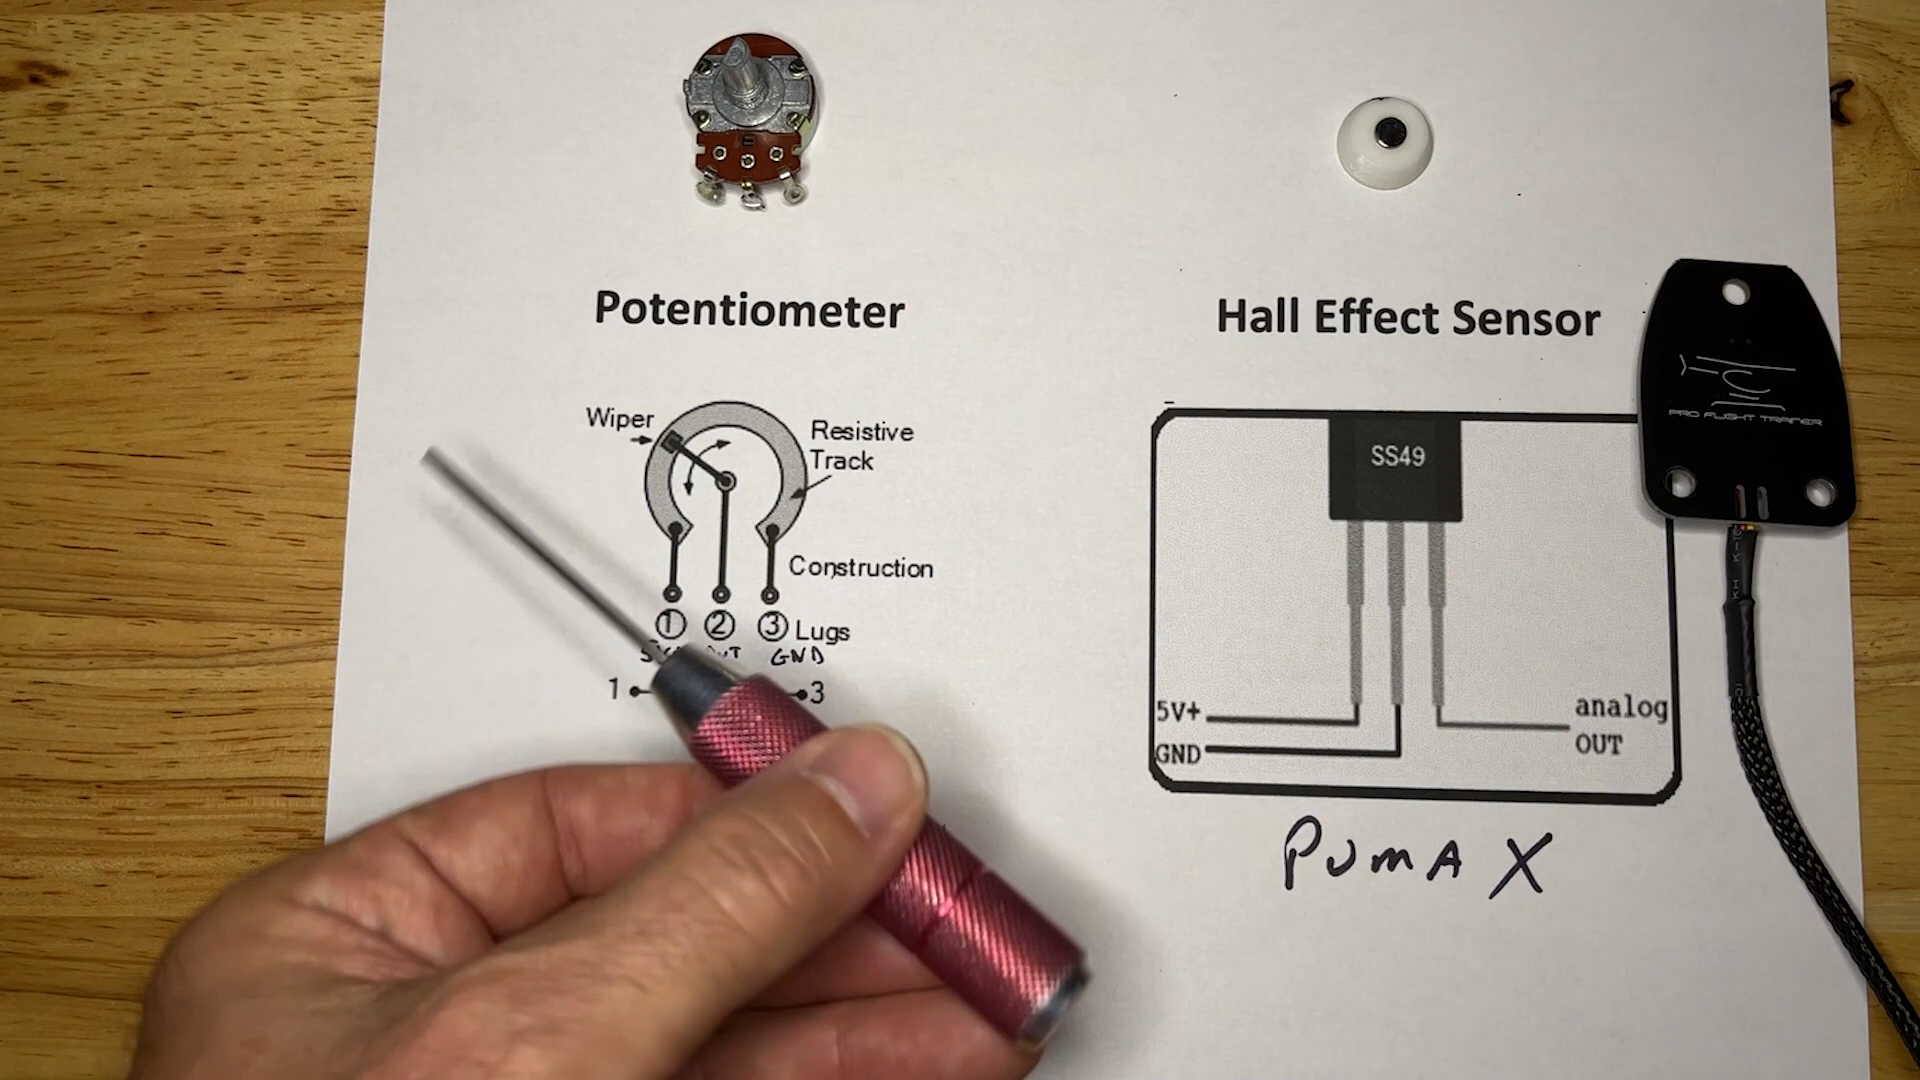 Potentiometer
Wiper
Resistive
Track
Construction
1 2 3 Lugs
GND
1 3
Hall Effect Sensor
SS49
5V+
GND
analog
OUT
PUMA X
PRO FLIGHT TRAINER